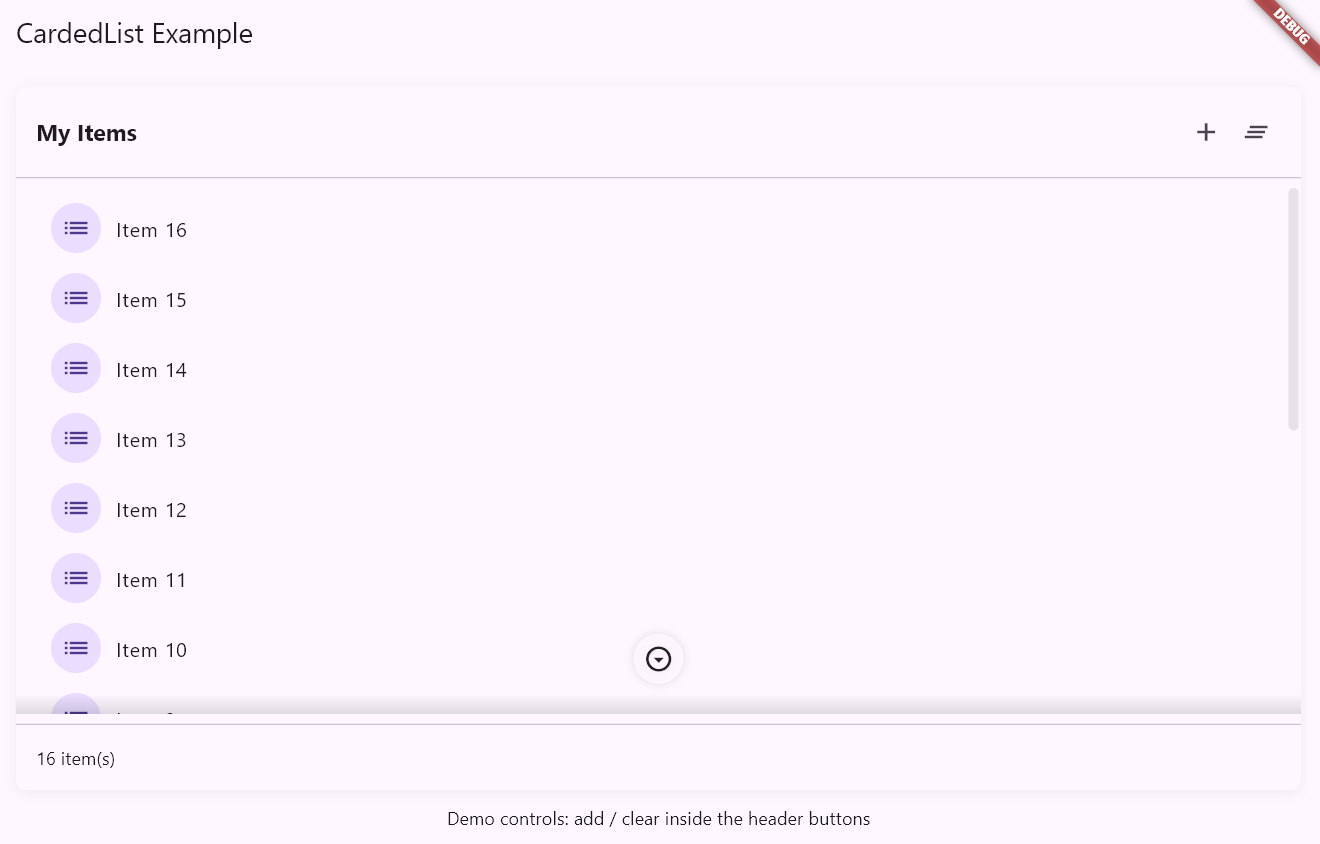 CardedList Example
DEBUG
My Items
Item 16
Item 15
Item 14
Item 13
Item 12
Item 11
Item 10
16 item(s)
Demo controls: add / clear inside the header buttons